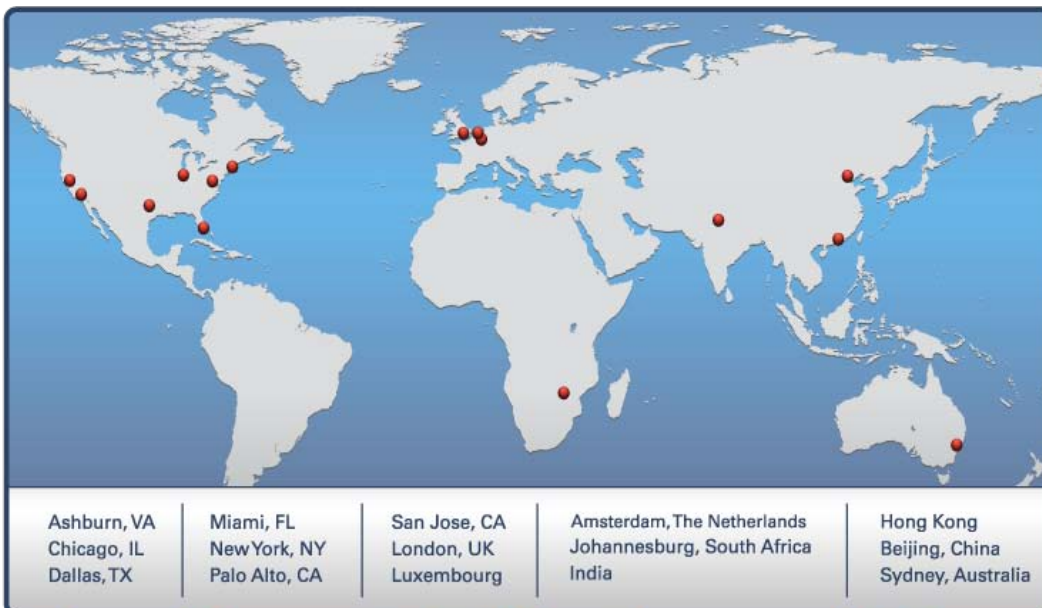 Ashburn, VA
Chicago, IL
Dallas, TX
Miami, FL
New York, NY
Palo Alto, CA
San Jose, CA
London, UK
Luxembourg
Amsterdam, The Netherlands
Johannesburg, South Africa
India
Hong Kong
Beijing, China
Sydney, Australia